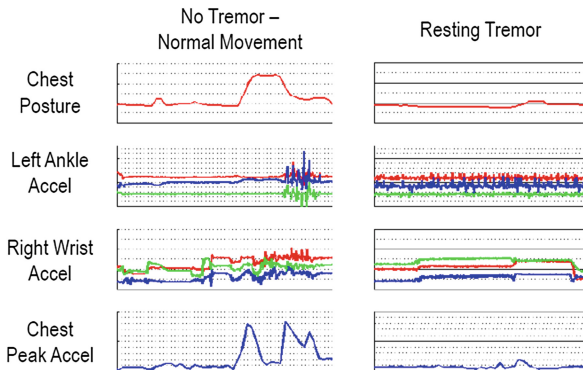 No Tremor –
Normal Movement
Resting Tremor
Chest
Posture
Left Ankle
Accel
Right Wrist
Accel
Chest
Peak Accel